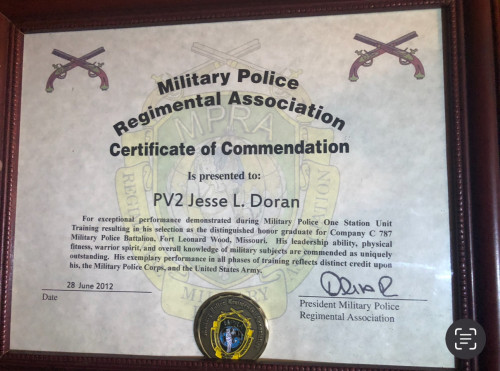 Military Police
Regimental Association
Certificate of Commendation
Is presented to:
PV2 Jesse L. Doran
For exceptional performance demonstrated during Military Police One Station Unit
Training resulting in his selection as the distinguished honor graduate for Company C 787
Military Police Battalion, Fort Leonard Wood, Missouri. His leadership ability, physical
fitness, warrior spirit, and overall knowledge of military subjects are commended as uniquely
outstanding. His exemplary performance in all phases of training reflects distinct credit upon
his, the Military Police Corps, and the United States Army.
28 June 2012
Date
President Military Police
Regimental Association
MPRA
MILITARY